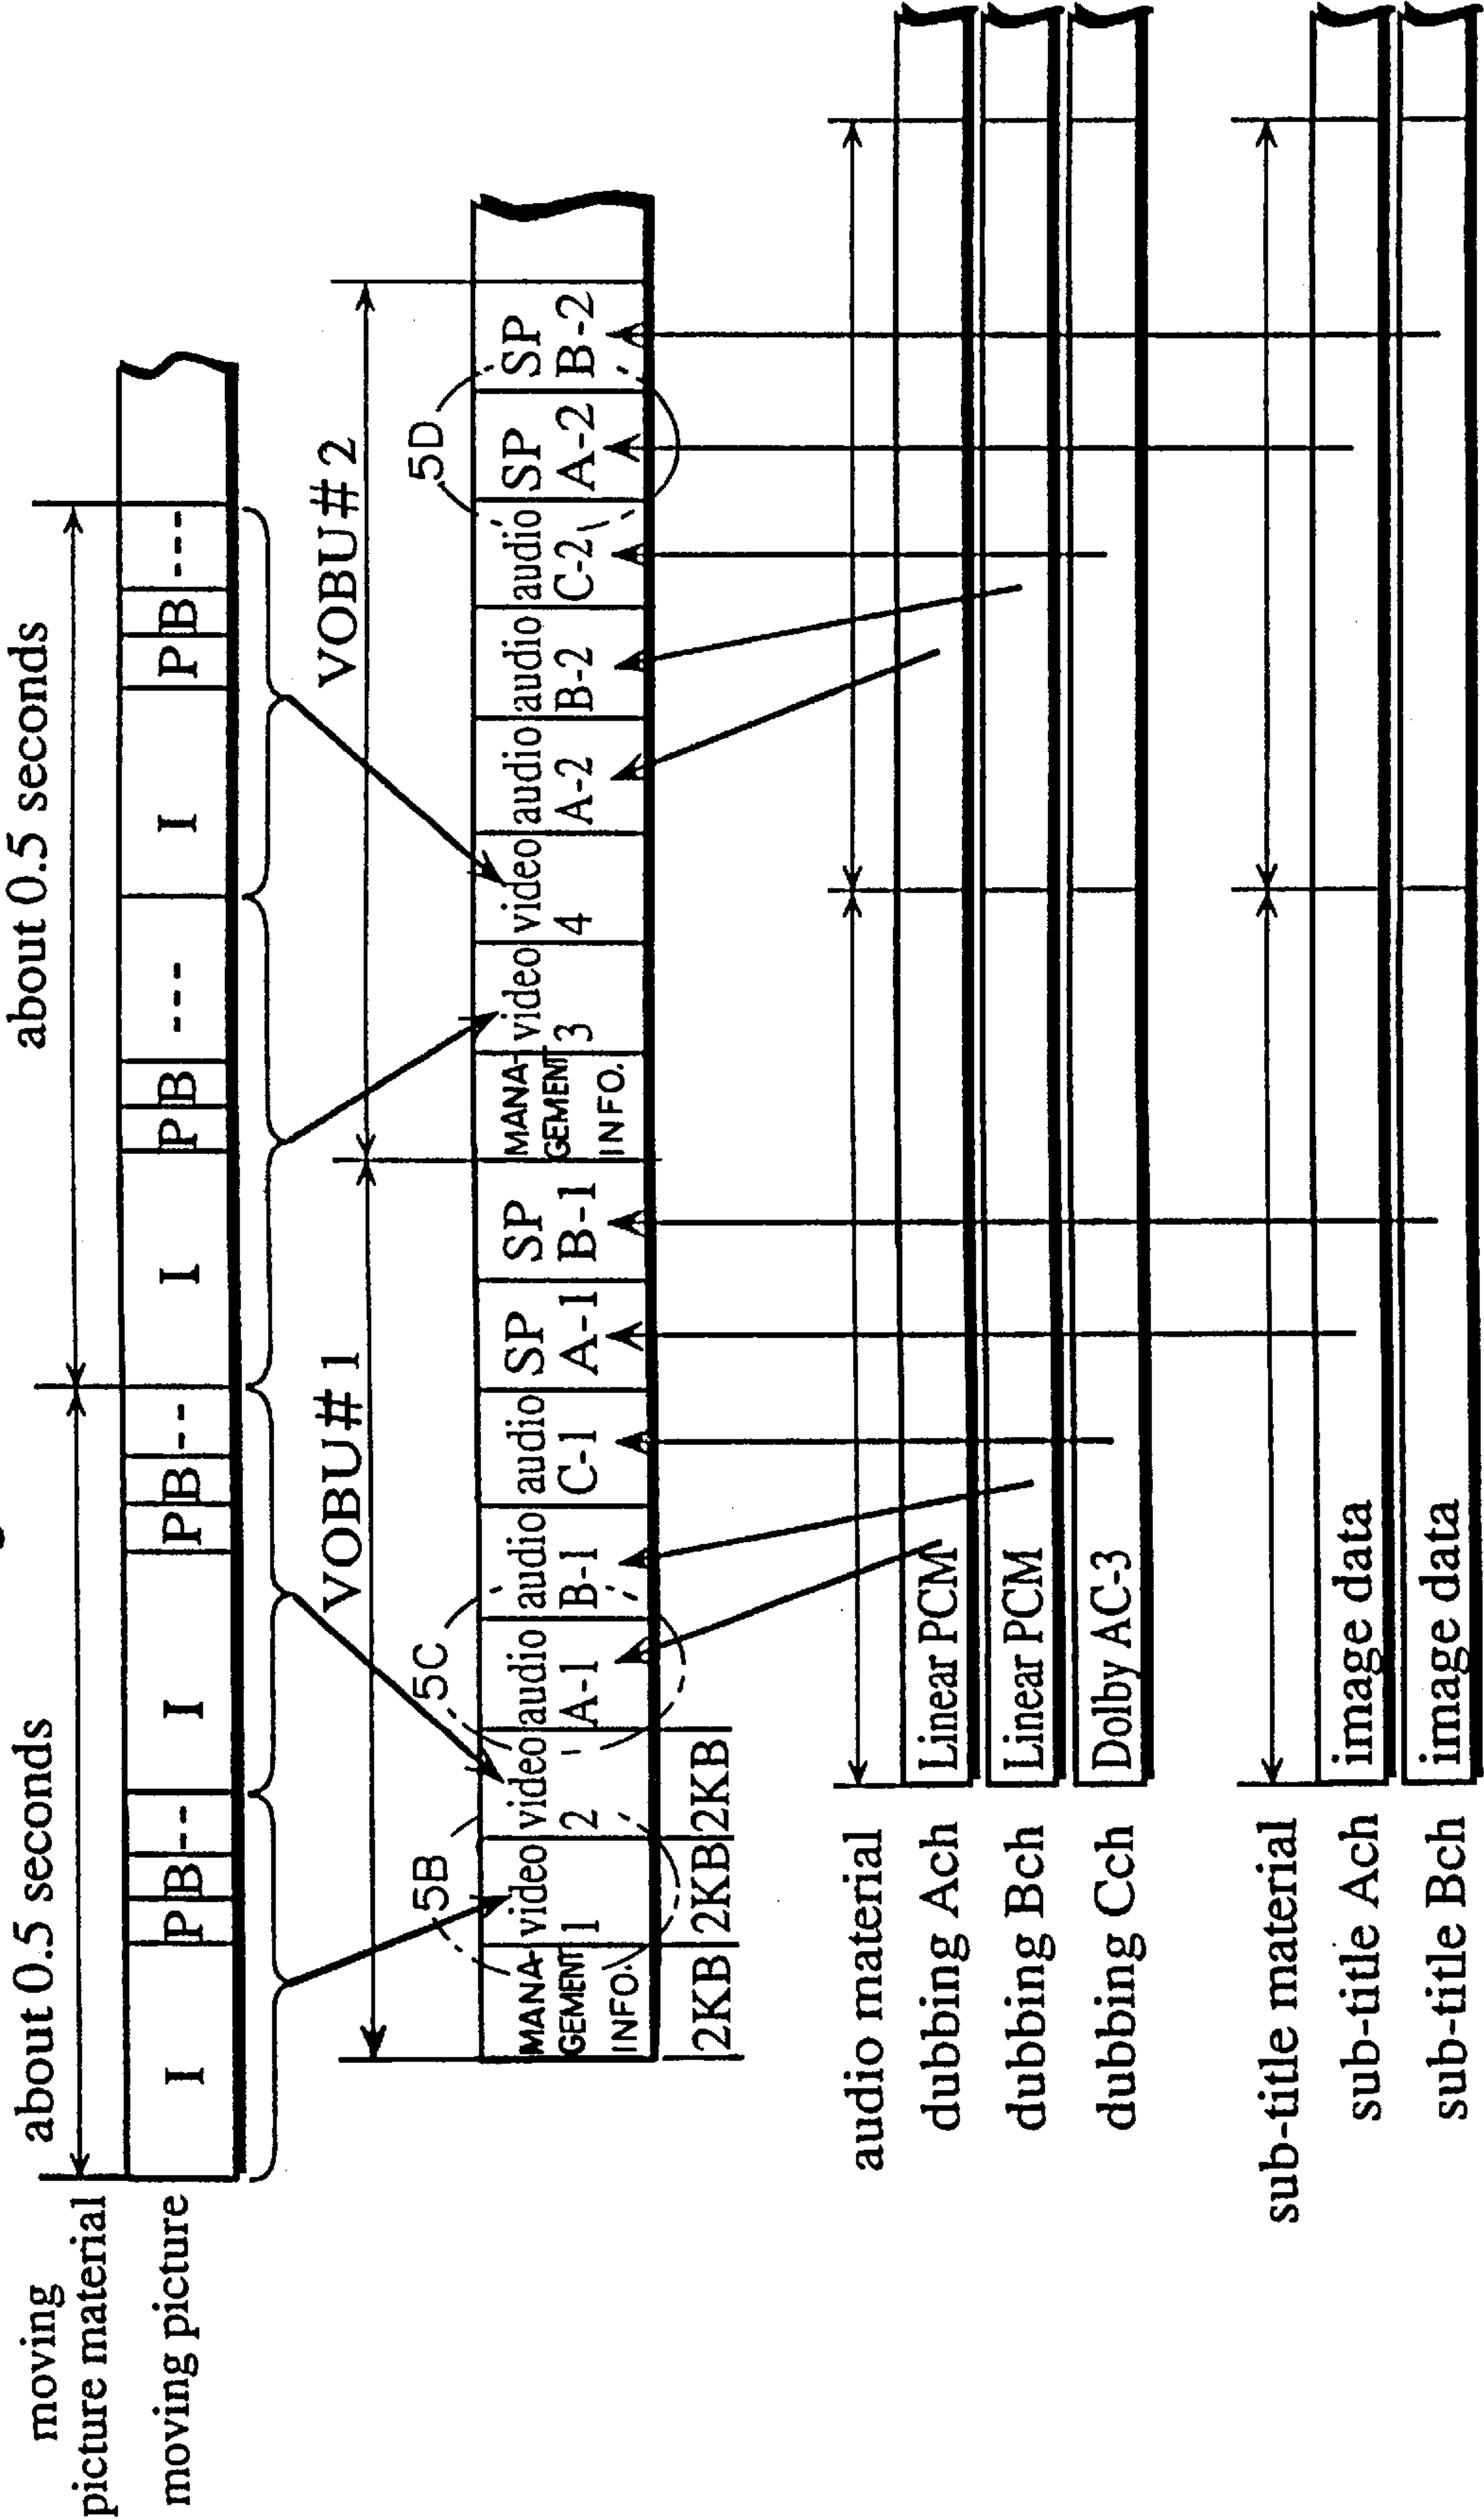 about 0.5 seconds
about 0.5 seconds
moving
picture material
moving picture
I P B -- I P B -- I P B --- I P B ---
VOBU#1
VOBU#2
5B
5C
5D
MANA-
GEMENT
INFO.
video
1
video
2
audio
A-1
audio
B-1
audio
C-1
SP
A-1
SP
B-1
MANA-
GEMENT
INFO.
video
3
video
4
audio
A-2
audio
B-2
audio
C-2
SP
A-2
SP
B-2
2KB 2KB 2KB
audio material
dubbing Ach Linear PCM
dubbing Bch Linear PCM
dubbing Cch Dolby AC-3
sub-title material
sub-title Ach image data
sub-title Bch image data